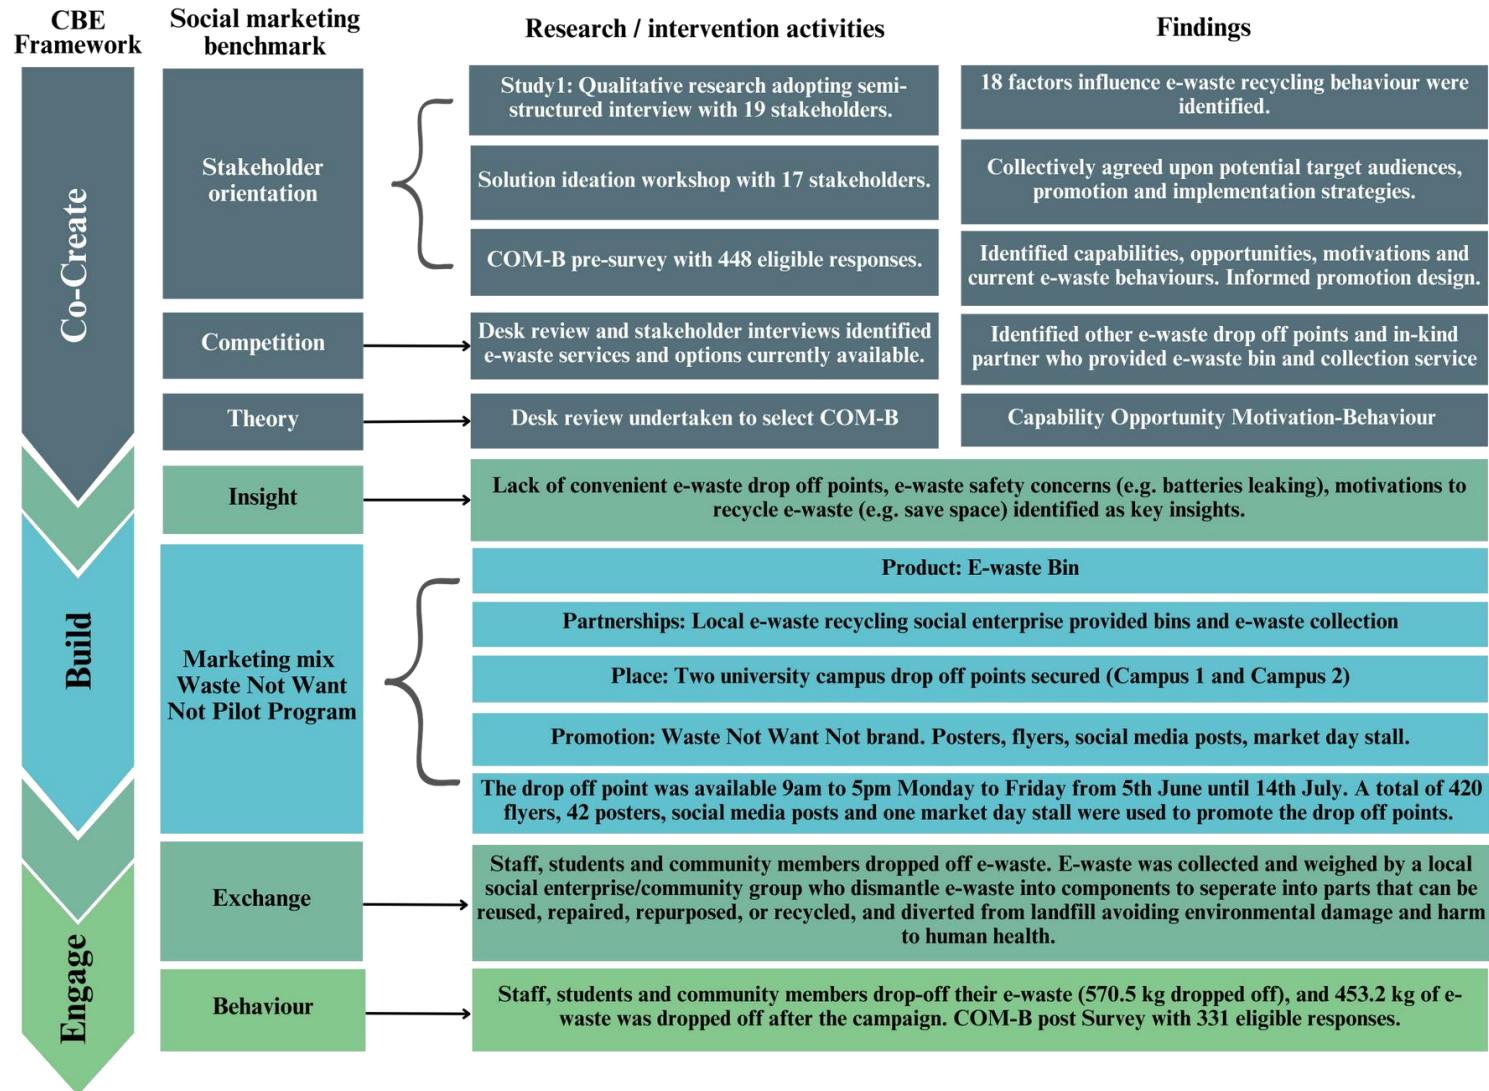 CBE
Framework
Social marketing
benchmark
Research / intervention activities
Findings
Co-Create
Stakeholder
orientation
Study1: Qualitative research adopting semi-
structured interview with 19 stakeholders.
18 factors influence e-waste recycling behaviour were
identified.
Solution ideation workshop with 17 stakeholders.
Collectively agreed upon potential target audiences,
promotion and implementation strategies.
COM-B pre-survey with 448 eligible responses.
Identified capabilities, opportunities, motivations and
current e-waste behaviours. Informed promotion design.
Competition
Desk review and stakeholder interviews identified
e-waste services and options currently available.
Identified other e-waste drop off points and in-kind
partner who provided e-waste bin and collection service
Theory
Desk review undertaken to select COM-B
Capability Opportunity Motivation-Behaviour
Insight
Lack of convenient e-waste drop off points, e-waste safety concerns (e.g. batteries leaking), motivations to
recycle e-waste (e.g. save space) identified as key insights.
Build
Marketing mix
Waste Not Want
Not Pilot Program
Product: E-waste Bin
Partnerships: Local e-waste recycling social enterprise provided bins and e-waste collection
Place: Two university campus drop off points secured (Campus 1 and Campus 2)
Promotion: Waste Not Want Not brand. Posters, flyers, social media posts, market day stall.
The drop off point was available 9am to 5pm Monday to Friday from 5th June until 14th July. A total of 420
flyers, 42 posters, social media posts and one market day stall were used to promote the drop off points.
Engage
Exchange
Staff, students and community members dropped off e-waste. E-waste was collected and weighed by a local
social enterprise/community group who dismantle e-waste into components to seperate into parts that can be
reused, repaired, repurposed, or recycled, and diverted from landfill avoiding environmental damage and harm
to human health.
Behaviour
Staff, students and community members drop-off their e-waste (570.5 kg dropped off), and 453.2 kg of e-
waste was dropped off after the campaign. COM-B post Survey with 331 eligible responses.